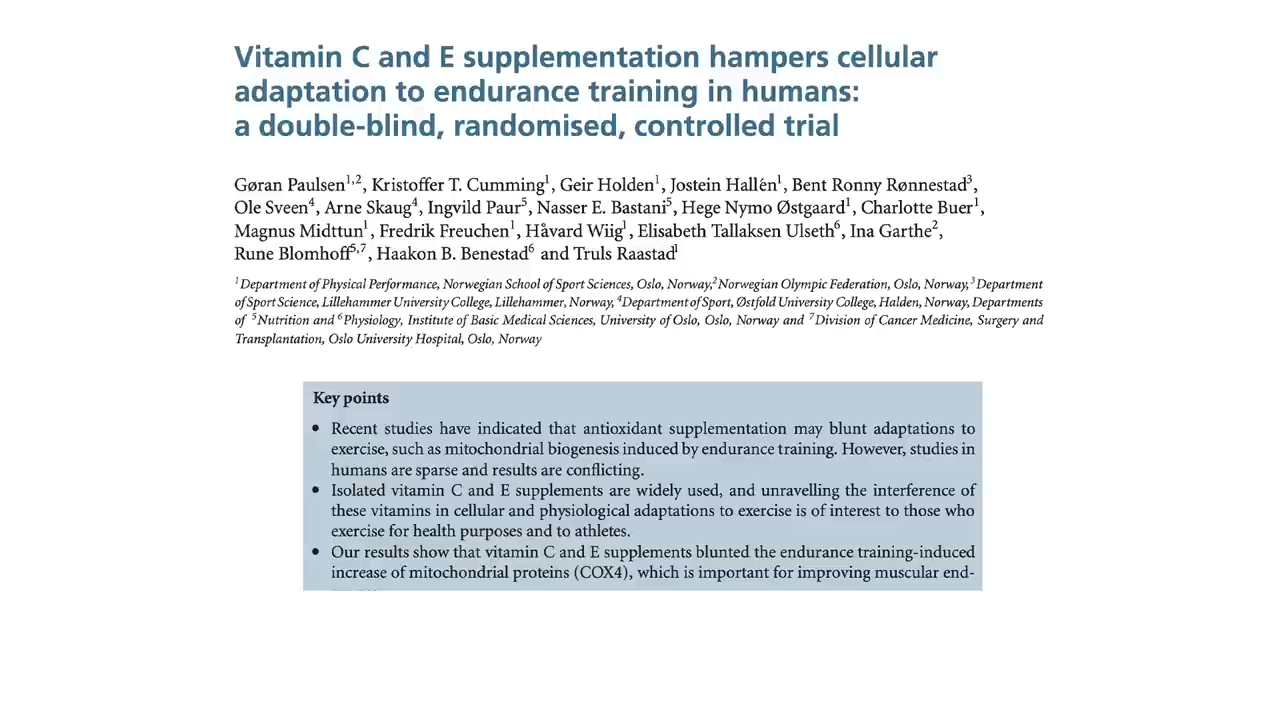 Vitamin C and E supplementation hampers cellular
adaptation to endurance training in humans:
a double-blind, randomised, controlled trial
Gøran Paulsen1,2, Kristoffer T. Cumming1, Geir Holden1, Jostein Hallén1, Bent Ronny Rønnestad3,
Ole Sveen4, Arne Skaug4, Ingvild Paur5, Nasser E. Bastani5, Hege Nymo Østgaard1, Charlotte Buer1,
Magnus Midttun1, Fredrik Freuchen1, Håvard Wiig1, Elisabeth Tallaksen Ulseth6, Ina Garthe2,
Rune Blomhoff5,7, Haakon B. Benestad6 and Truls Raastad1
1Department of Physical Performance, Norwegian School of Sport Sciences, Oslo, Norway,2Norwegian Olympic Federation, Oslo, Norway,3Department
of Sport Science, Lillehammer University College, Lillehammer, Norway, 4Department of Sport, Østfold University College, Halden, Norway, Departments
of 5Nutrition and 6Physiology, Institute of Basic Medical Sciences, University of Oslo, Oslo, Norway and 7Division of Cancer Medicine, Surgery and
Transplantation, Oslo University Hospital, Oslo, Norway
Key points
• Recent studies have indicated that antioxidant supplementation may blunt adaptations to
exercise, such as mitochondrial biogenesis induced by endurance training. However, studies in
humans are sparse and results are conflicting.
• Isolated vitamin C and E supplements are widely used, and unravelling the interference of
these vitamins in cellular and physiological adaptations to exercise is of interest to those who
exercise for health purposes and to athletes.
• Our results show that vitamin C and E supplements blunted the endurance training-induced
increase of mitochondrial proteins (COX4), which is important for improving muscular end-